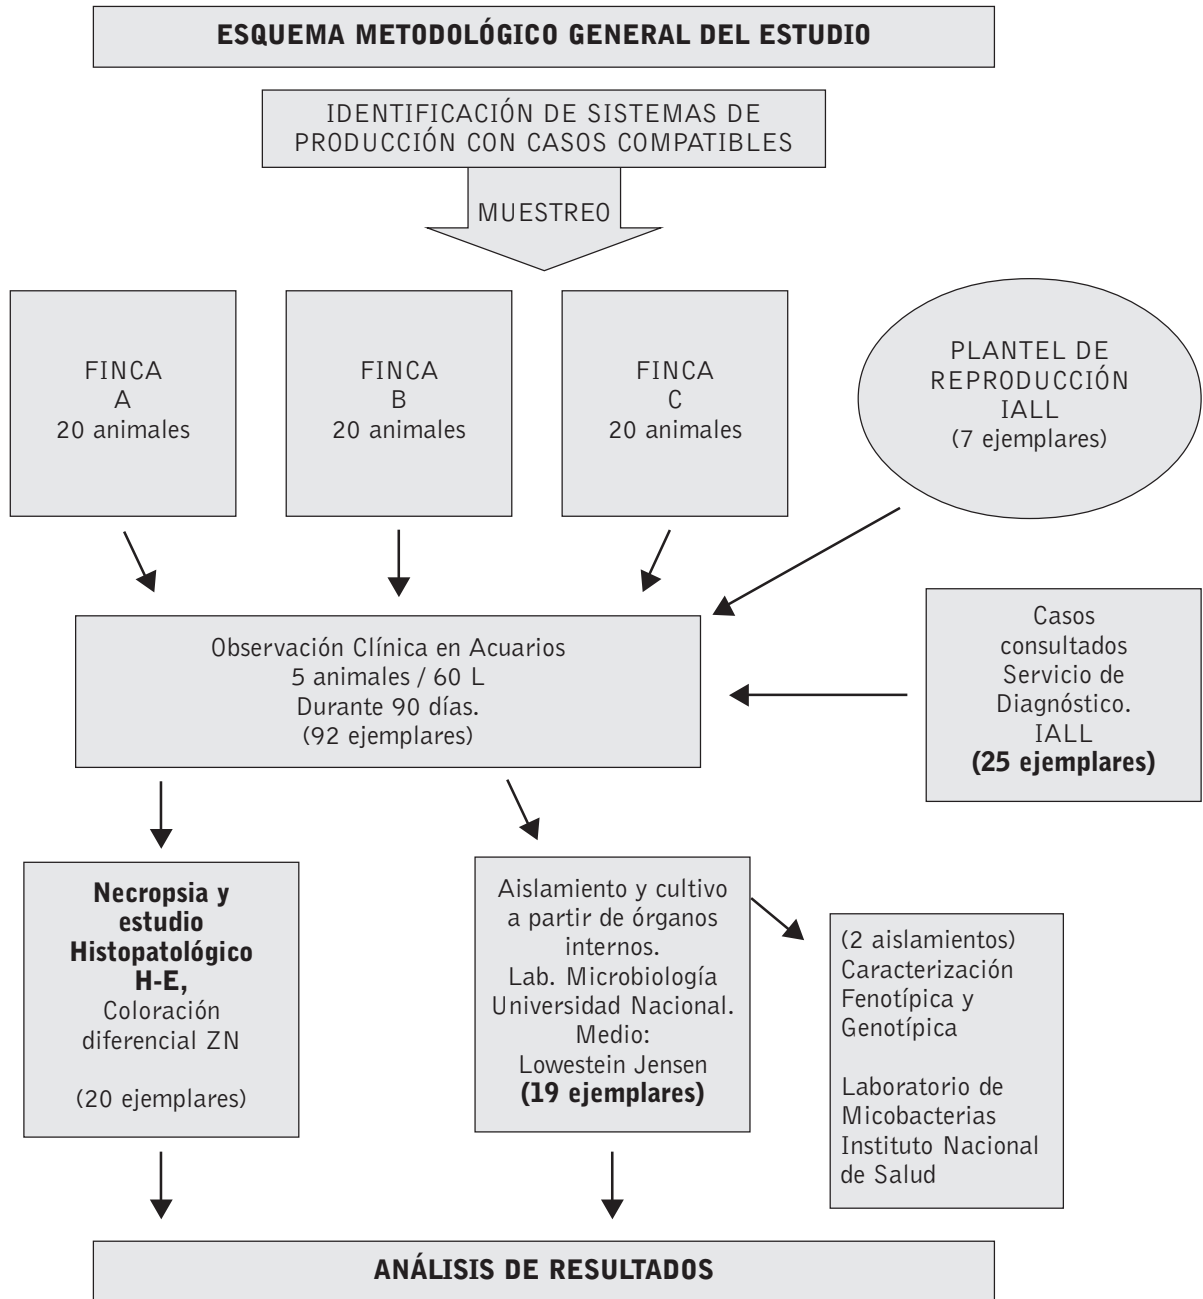 ESQUEMA METODOLÓGICO GENERAL DEL ESTUDIO
IDENTIFICACIÓN DE SISTEMAS DE
PRODUCCIÓN CON CASOS COMPATIBLES
MUESTREO
FINCA
A
20 animales
FINCA
B
20 animales
FINCA
C
20 animales
PLANTEL DE
REPRODUCCIÓN
IALL
(7 ejemplares)
Observación Clínica en Acuarios
5 animales / 60 L
Durante 90 días.
(92 ejemplares)
Casos
consultados
Servicio de
Diagnóstico.
IALL
(25 ejemplares)
Necropsia y
estudio
Histopatológico
H-E,
Coloración
diferencial ZN
(20 ejemplares)
Aislamiento y cultivo
a partir de órganos
internos.
Lab. Microbiología
Universidad Nacional.
Medio:
Lowestein Jensen
(19 ejemplares)
(2 aislamientos)
Caracterización
Fenotípica y
Genotípica
Laboratorio de
Micobacterias
Instituto Nacional
de Salud
ANÁLISIS DE RESULTADOS